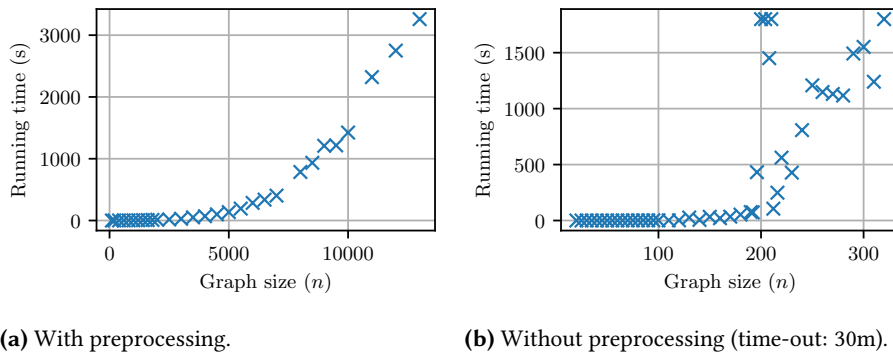 3000
2000
1000
0
Running time (s)
0
5000
10000
Graph size (n)
1500
1000
500
0
Running time (s)
100
200
300
Graph size (n)
(a) With preprocessing.
(b) Without preprocessing (time-out: 30m).